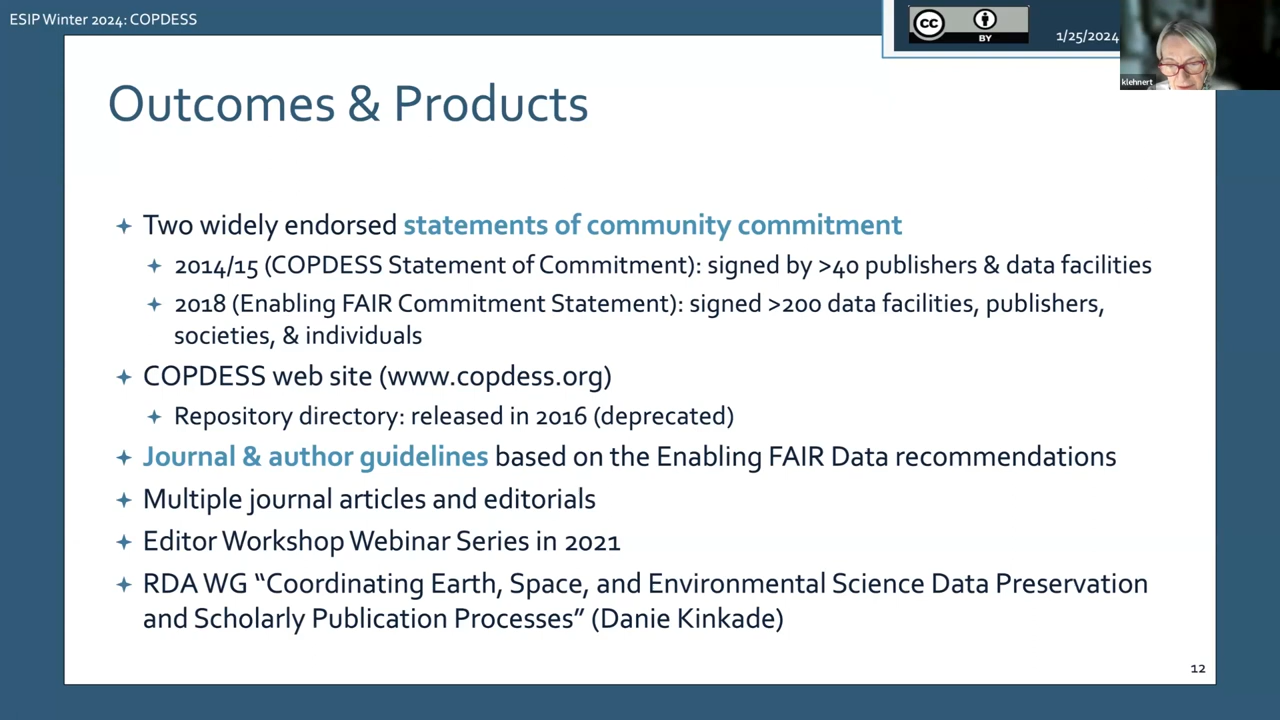 ESIP Winter 2024: COPDESS
CC BY
1/25/2024
klehnert
Outcomes & Products
Two widely endorsed statements of community commitment
2014/15 (COPDESS Statement of Commitment): signed by >40 publishers & data facilities
2018 (Enabling FAIR Commitment Statement): signed >200 data facilities, publishers,
societies, & individuals
COPDESS web site (www.copdess.org)
Repository directory: released in 2016 (deprecated)
Journal & author guidelines based on the Enabling FAIR Data recommendations
Multiple journal articles and editorials
Editor Workshop Webinar Series in 2021
RDA WG “Coordinating Earth, Space, and Environmental Science Data Preservation
and Scholarly Publication Processes” (Danie Kinkade)
12